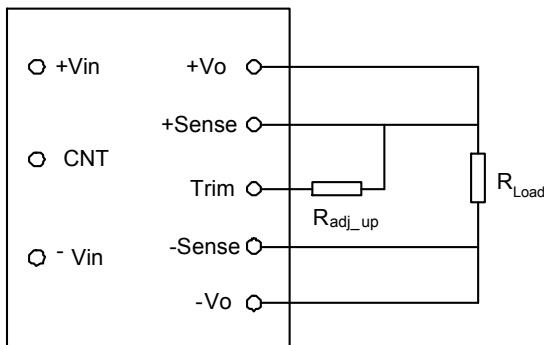 +Vin
+Vo
+Sense
CNT
Trim
R_Load
R_adj_up
-Sense
- Vin
-Vo